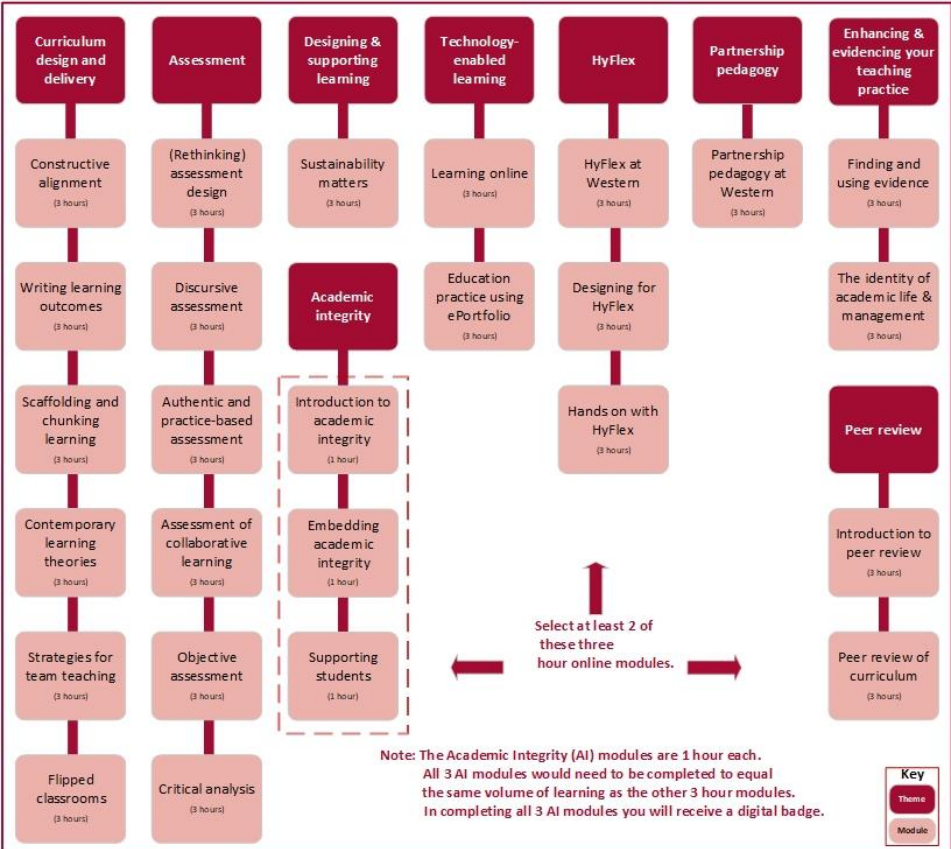 Curriculum
design and
delivery
Constructive
alignment
(3 hours)
Writing learning
outcomes
(3 hours)
Scaffolding and
chunking
learning
(3 hours)
Contemporary
learning
theories
(3 hours)
Strategies for
team teaching
(3 hours)
Flipped
classrooms
(3 hours)
Assessment
(Rethinking)
assessment
design
(3 hours)
Discursive
assessment
(3 hours)
Authentic and
practice-based
assessment
(3 hours)
Assessment of
collaborative
learning
(3 hours)
Objective
assessment
(3 hours)
Critical analysis
(3 hours)
Designing &
supporting
learning
Sustainability
matters
(3 hours)
Academic
integrity
Introduction to
academic
integrity
(1 hour)
Embedding
academic
integrity
(1 hour)
Supporting
students
(1 hour)
Technology-
enabled
learning
Learning online
(3 hours)
Education
practice using
ePortfolio
(3 hours)
HyFlex
HyFlex at
Western
(3 hours)
Designing for
HyFlex
(3 hours)
Hands on with
HyFlex
(3 hours)
Partnership
pedagogy
Partnership
pedagogy at
Western
(3 hours)
Enhancing &
evidencing your
teaching
practice
Finding and
using evidence
(3 hours)
The identity of
academic life &
management
(3 hours)
Peer review
Introduction to
peer review
(3 hours)
Peer review of
curriculum
(3 hours)
Select at least 2 of
these three
hour online modules.
Note: The Academic Integrity (AI) modules are 1 hour each.
All 3 AI modules would need to be completed to equal
the same volume of learning as the other 3 hour modules.
In completing all 3 AI modules you will receive a digital badge.
Key
Theme
Module